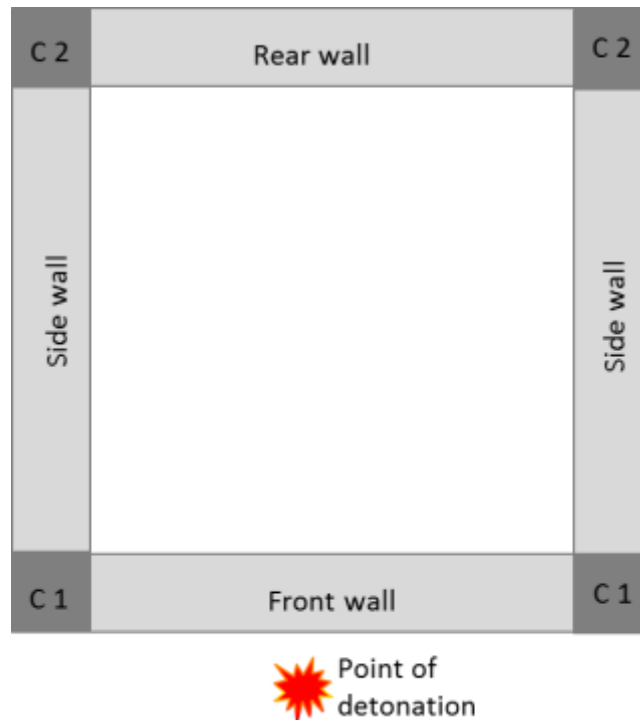 C 2
Rear wall
C 2
Side wall
Side wall
C 1
Front wall
C 1
Point of
detonation